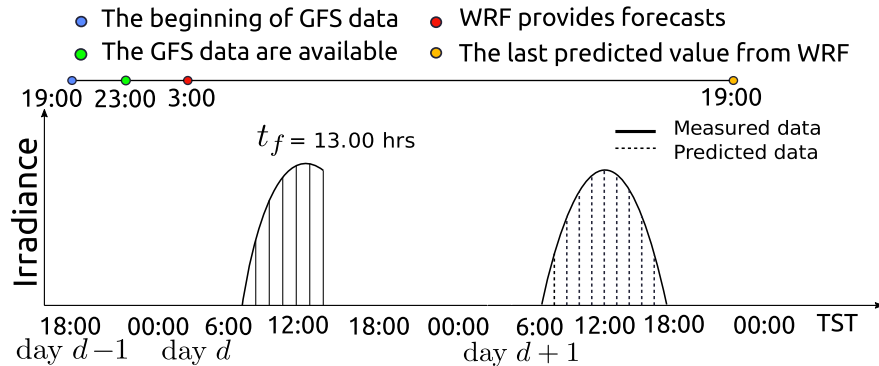 The beginning of GFS data WRF provides forecasts
The GFS data are available The last predicted value from WRF
19:00 23:00 3:00 19:00
t_f = 13.00 hrs
Measured data
Predicted data
Irradiance
18:00 00:00 6:00 12:00 18:00 00:00 6:00 12:00 18:00 00:00 TST
day d−1 day d day d + 1